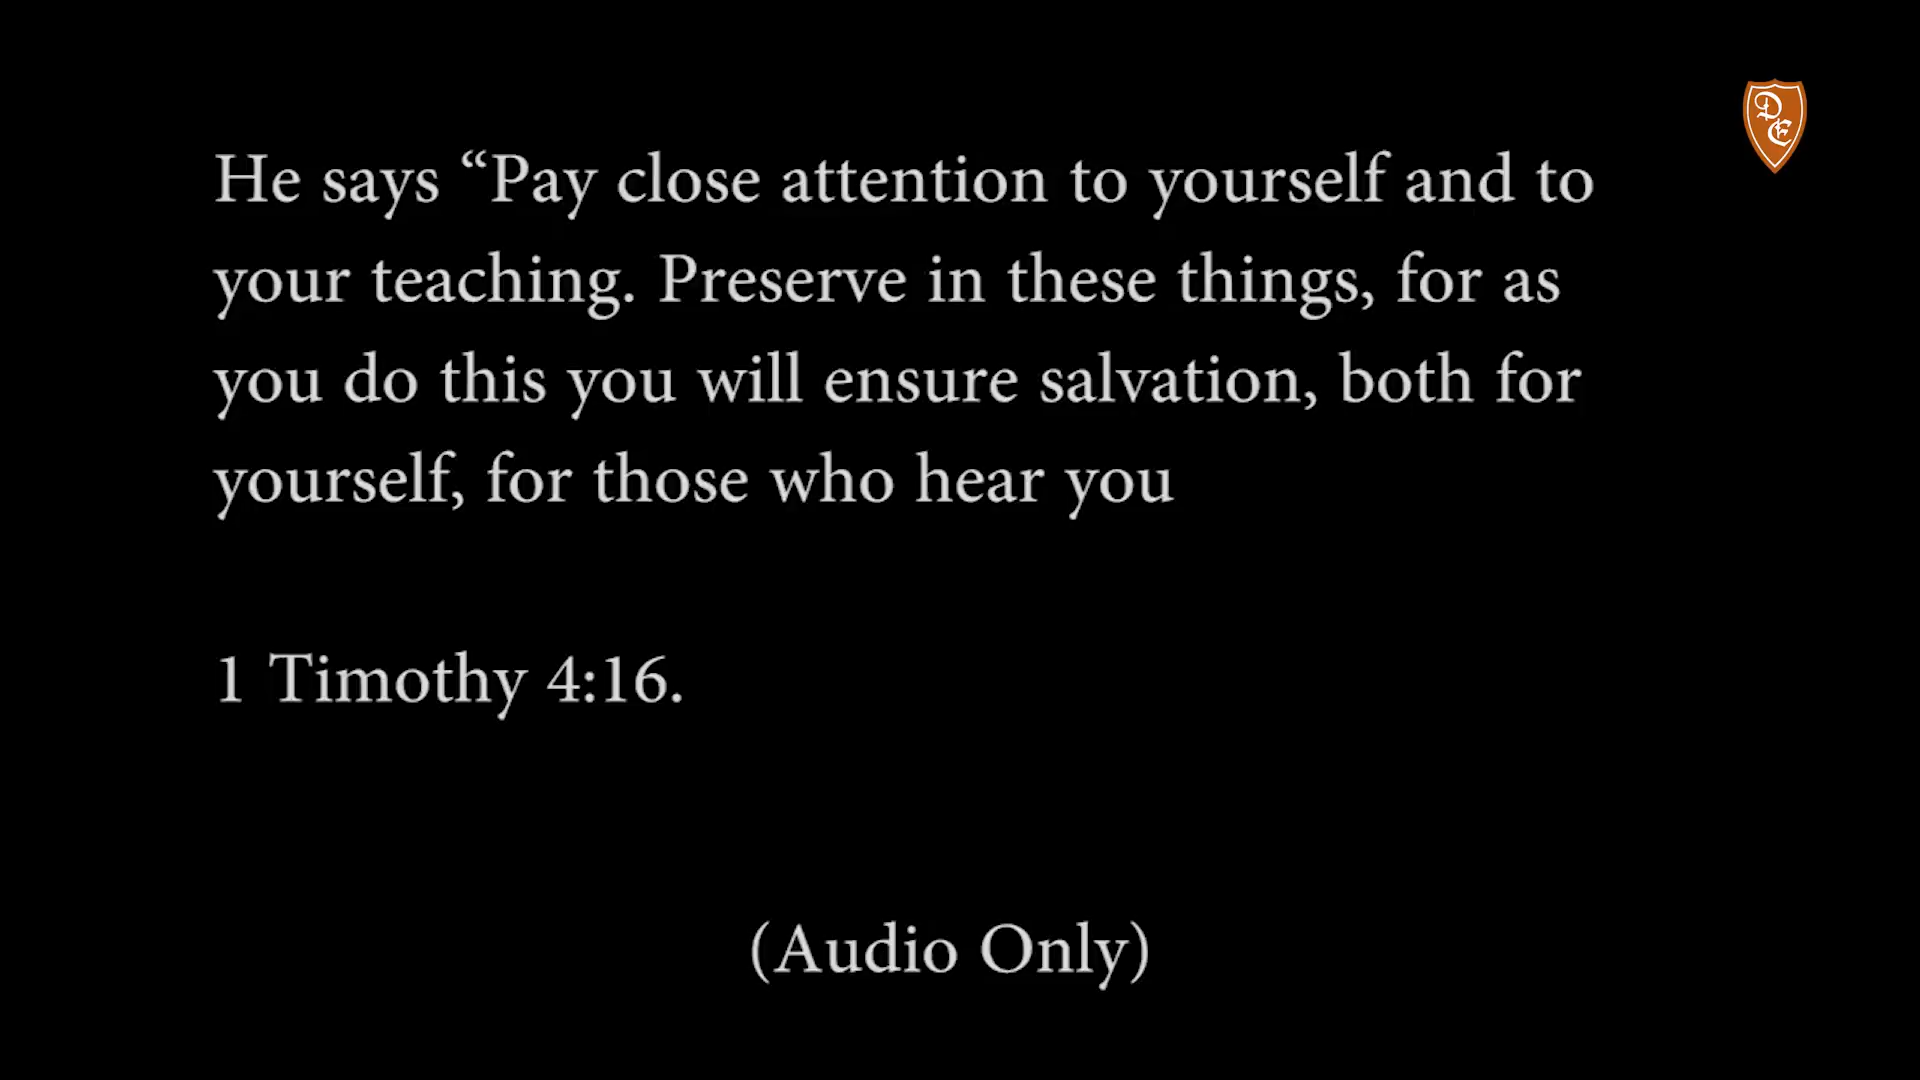 He says “Pay close attention to yourself and to
your teaching. Preserve in these things, for as
you do this you will ensure salvation, both for
yourself, for those who hear you
1 Timothy 4:16.
(Audio Only)
D
E